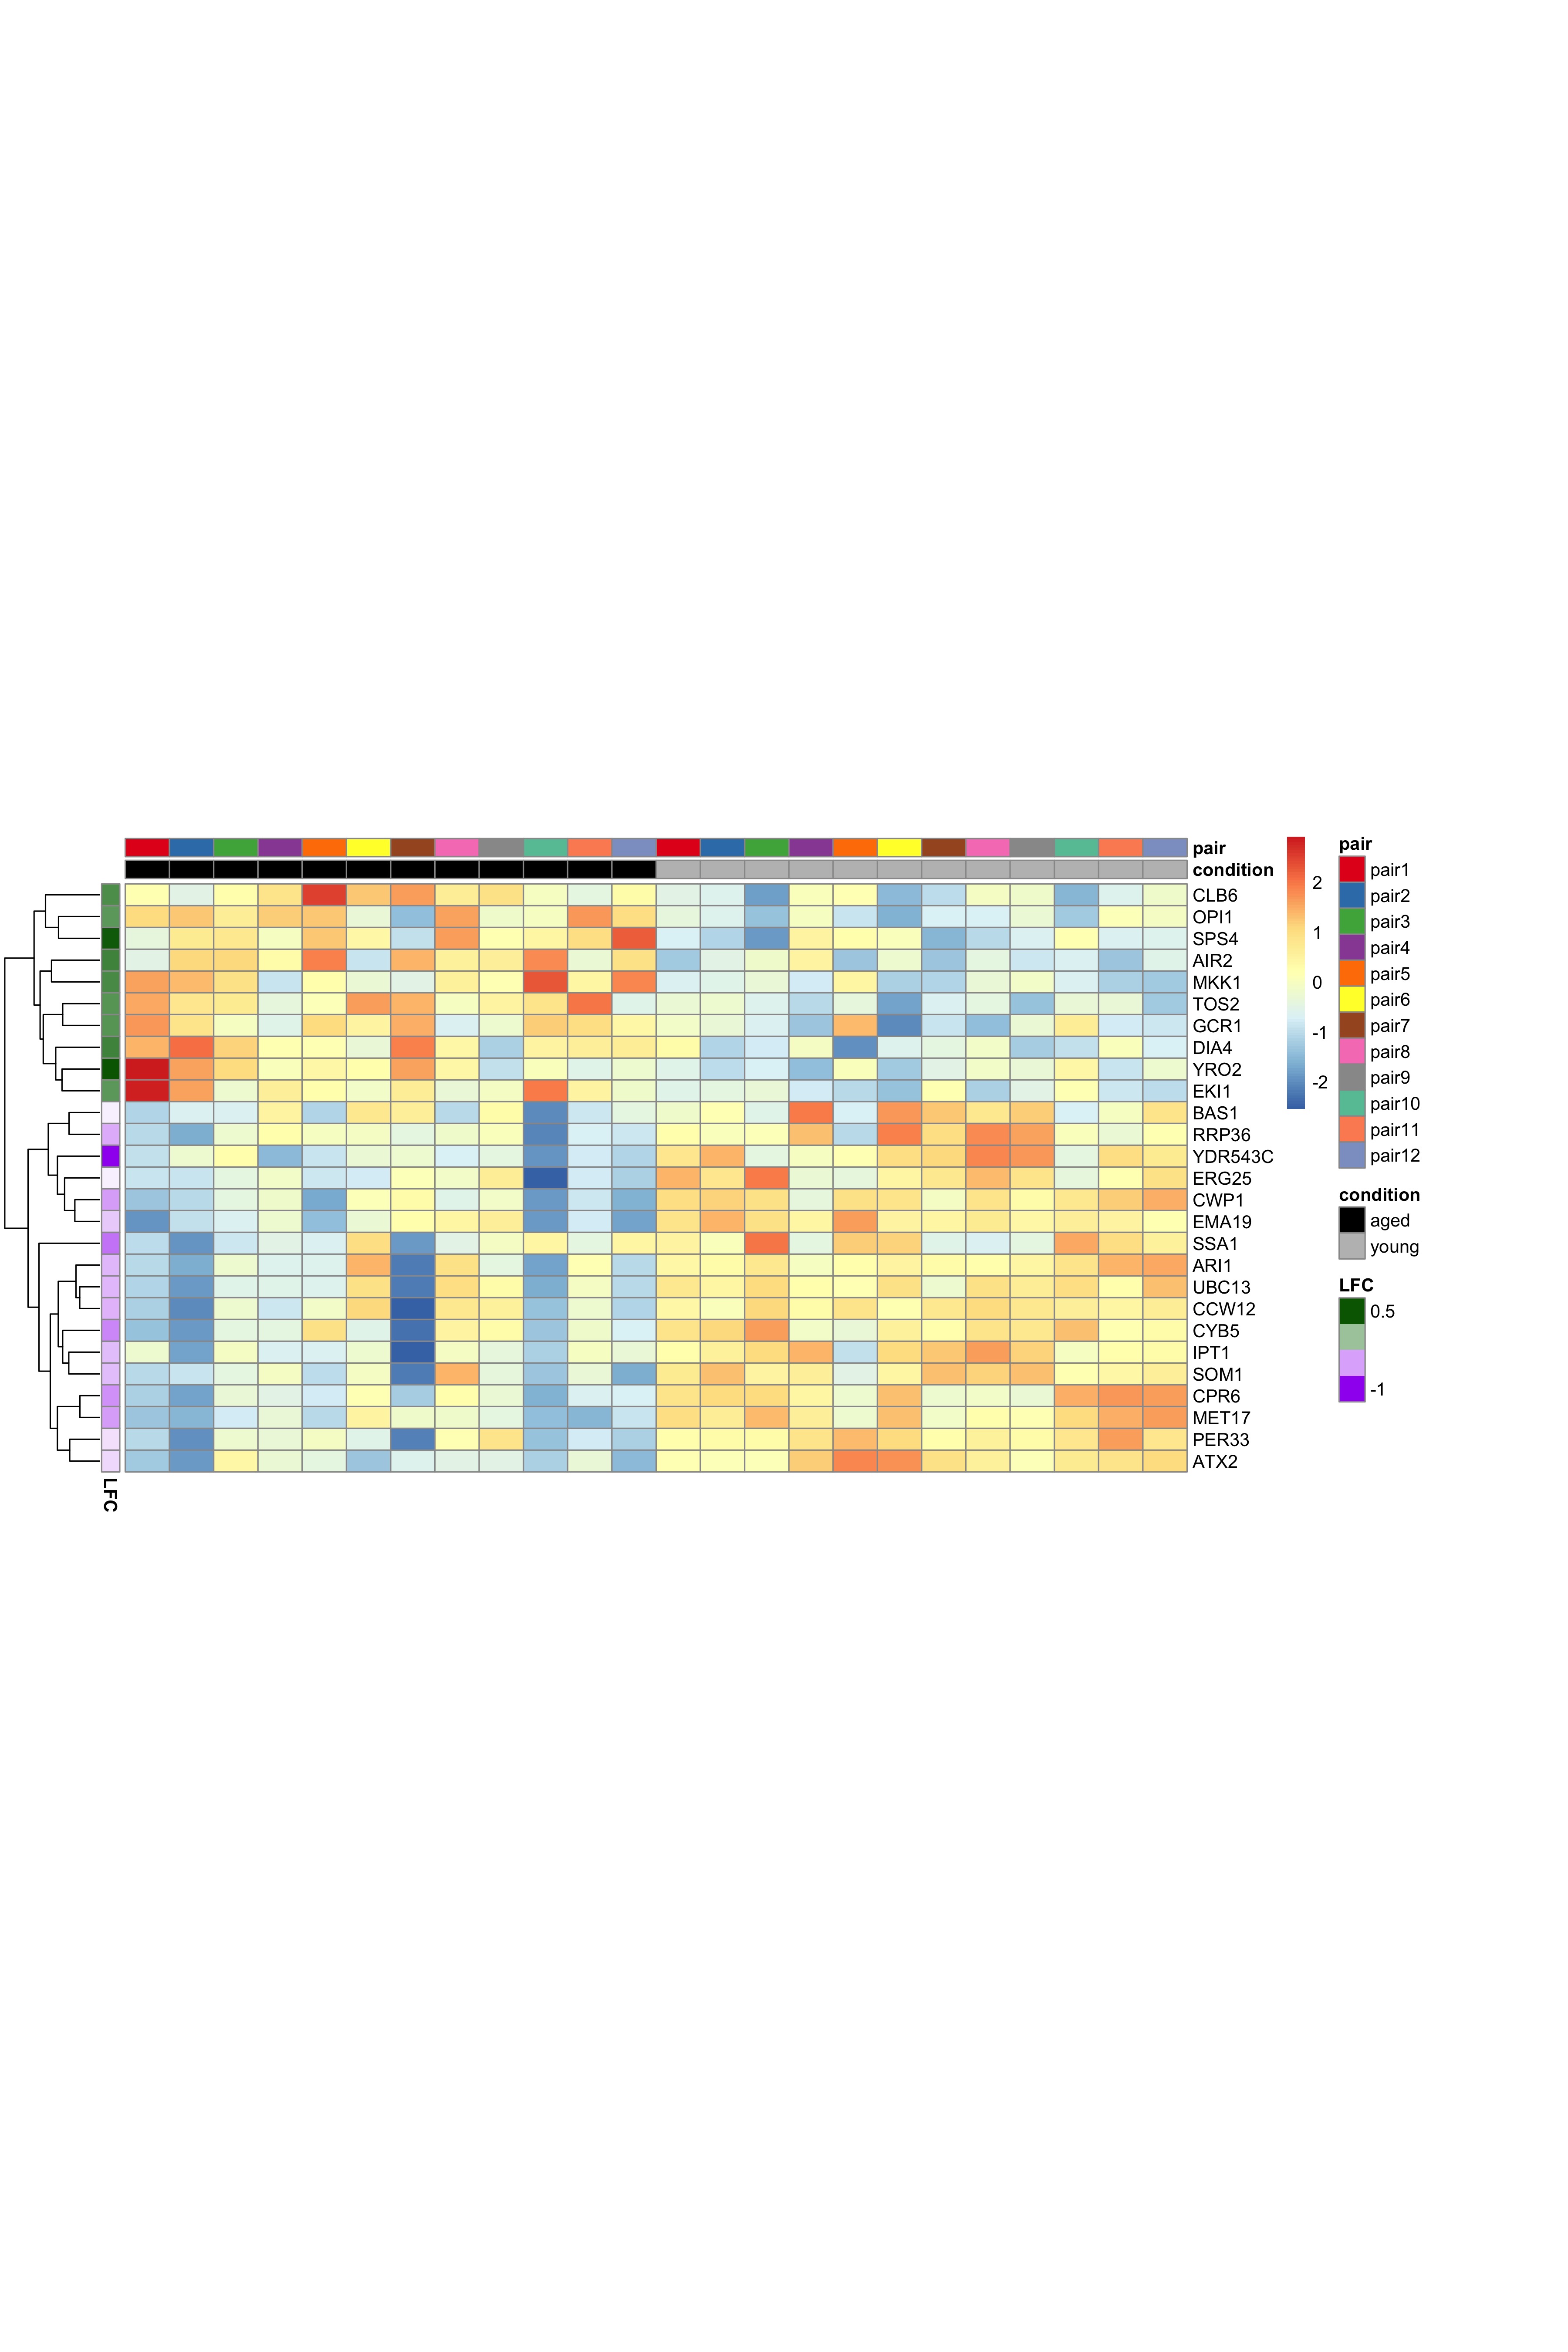 pair
condition
CLB6
OPI1
SPS4
AIR2
MKK1
TOS2
GCR1
DIA4
YRO2
EKI1
BAS1
RRP36
YDR543C
ERG25
CWP1
EMA19
SSA1
ARI1
UBC13
CCW12
CYB5
IPT1
SOM1
CPR6
MET17
PER33
ATX2
LFC
2
1
0
-1
-2
pair
pair1
pair2
pair3
pair4
pair5
pair6
pair7
pair8
pair9
pair10
pair11
pair12
condition
aged
young
LFC
0.5
-1